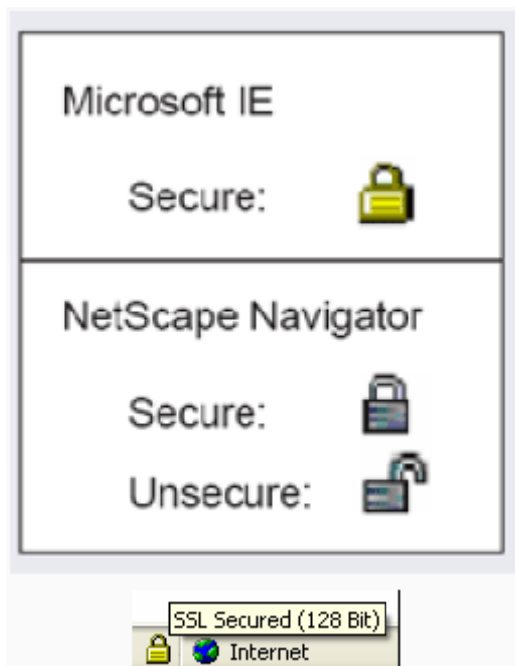 Microsoft IE
Secure:
NetScape Navigator
Secure:
Unsecure:
SSL Secured (128 Bit)
Internet